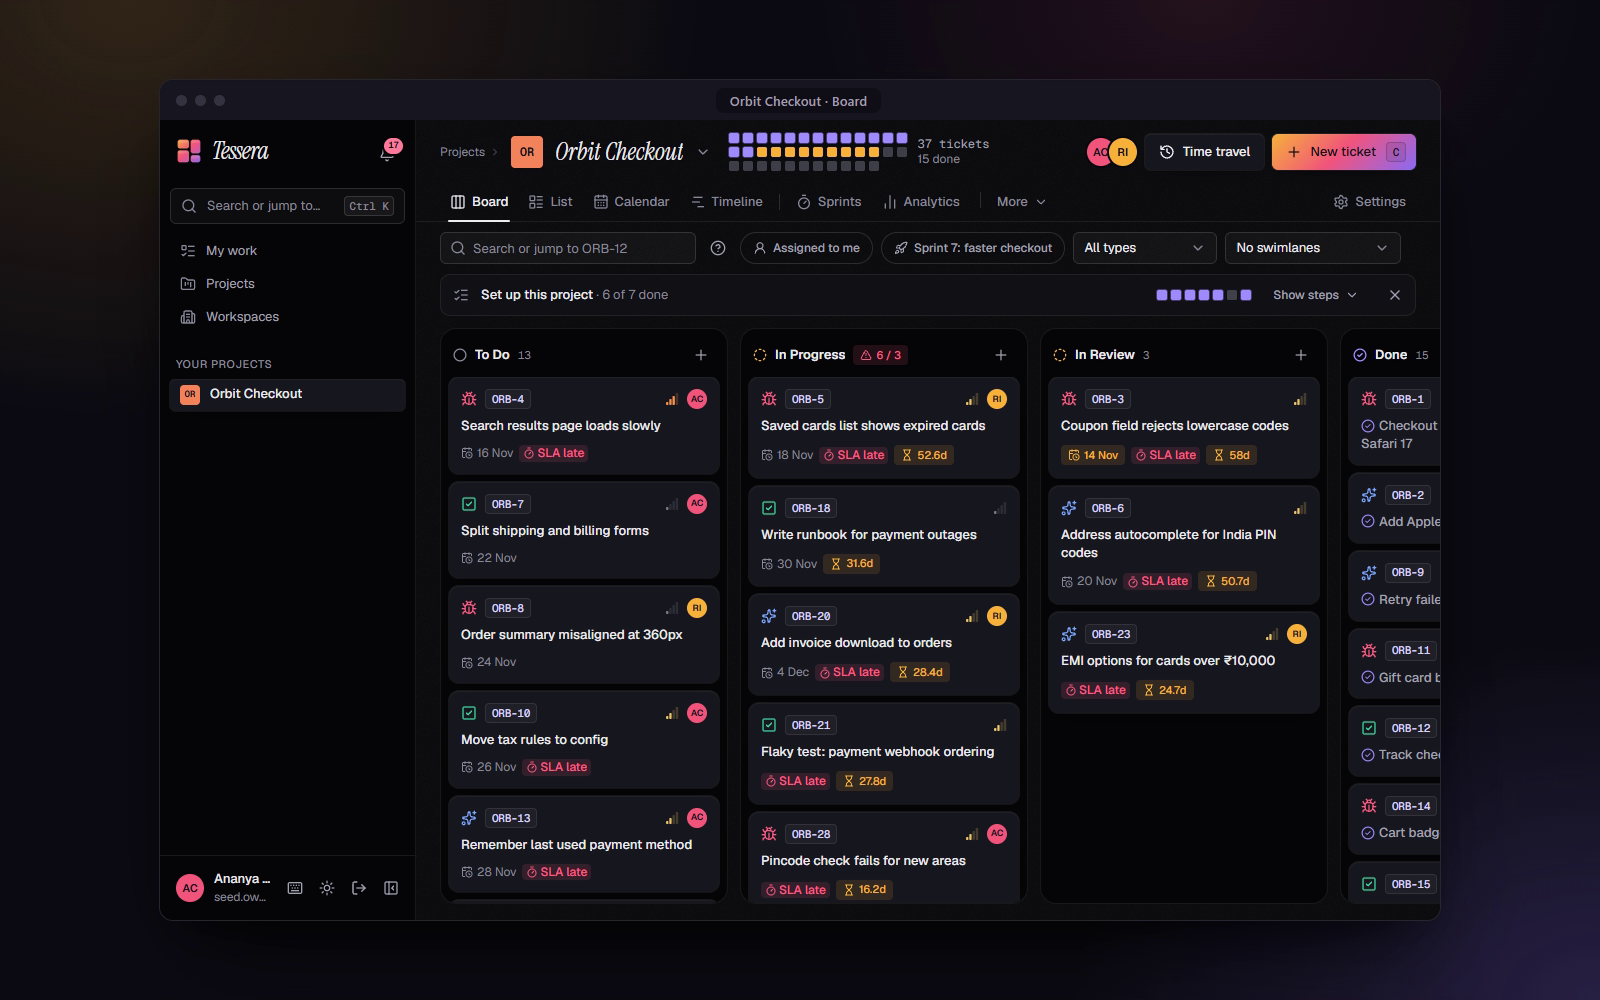 Orbit Checkout · Board
Tessera
17
Search or jump to...
Ctrl K
My work
Projects
Workspaces
YOUR PROJECTS
OR
Orbit Checkout
AC
Ananya ...
seed.ow...
Projects
OR
Orbit Checkout
37 tickets
15 done
AC
RI
Time travel
New ticket
C
Board
List
Calendar
Timeline
Sprints
Analytics
More
Settings
Search or jump to ORB-12
Assigned to me
Sprint 7: faster checkout
All types
No swimlanes
Set up this project · 6 of 7 done
Show steps
To Do 13
ORB-4
AC
Search results page loads slowly
16 Nov
SLA late
ORB-7
AC
Split shipping and billing forms
22 Nov
ORB-8
RI
Order summary misaligned at 360px
24 Nov
ORB-10
AC
Move tax rules to config
26 Nov
SLA late
ORB-13
AC
Remember last used payment method
28 Nov
SLA late
In Progress
6 / 3
ORB-5
RI
Saved cards list shows expired cards
18 Nov
SLA late
52.6d
ORB-18
Write runbook for payment outages
30 Nov
31.6d
ORB-20
RI
Add invoice download to orders
4 Dec
SLA late
28.4d
ORB-21
Flaky test: payment webhook ordering
SLA late
27.8d
ORB-28
AC
Pincode check fails for new areas
SLA late
16.2d
In Review 3
ORB-3
Coupon field rejects lowercase codes
14 Nov
SLA late
58d
ORB-6
Address autocomplete for India PIN
codes
20 Nov
SLA late
50.7d
ORB-23
RI
EMI options for cards over ₹10,000
SLA late
24.7d
Done 15
ORB-1
Checkout
Safari 17
ORB-2
Add Apple
ORB-9
Retry faile
ORB-11
Gift card
ORB-12
Track chec
ORB-14
Cart badg
ORB-15